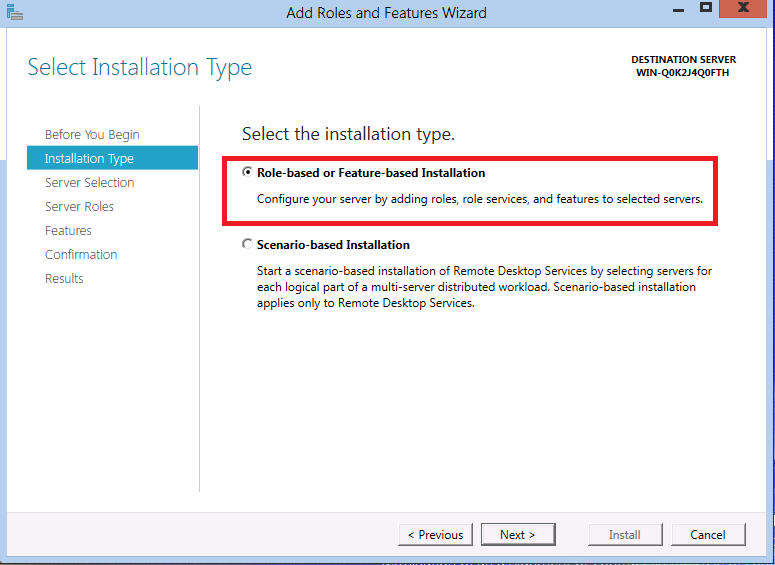 Add Roles and Features Wizard
Select Installation Type
DESTINATION SERVER
WIN-Q0K2J4Q0FTH
Before You Begin
Installation Type
Server Selection
Server Roles
Features
Confirmation
Results
Select the installation type.
Role-based or Feature-based Installation
Configure your server by adding roles, role services, and features to selected servers.
Scenario-based Installation
Start a scenario-based installation of Remote Desktop Services by selecting servers for
each logical part of a multi-server distributed workload. Scenario-based installation
applies only to Remote Desktop Services.
< Previous
Next >
Install
Cancel